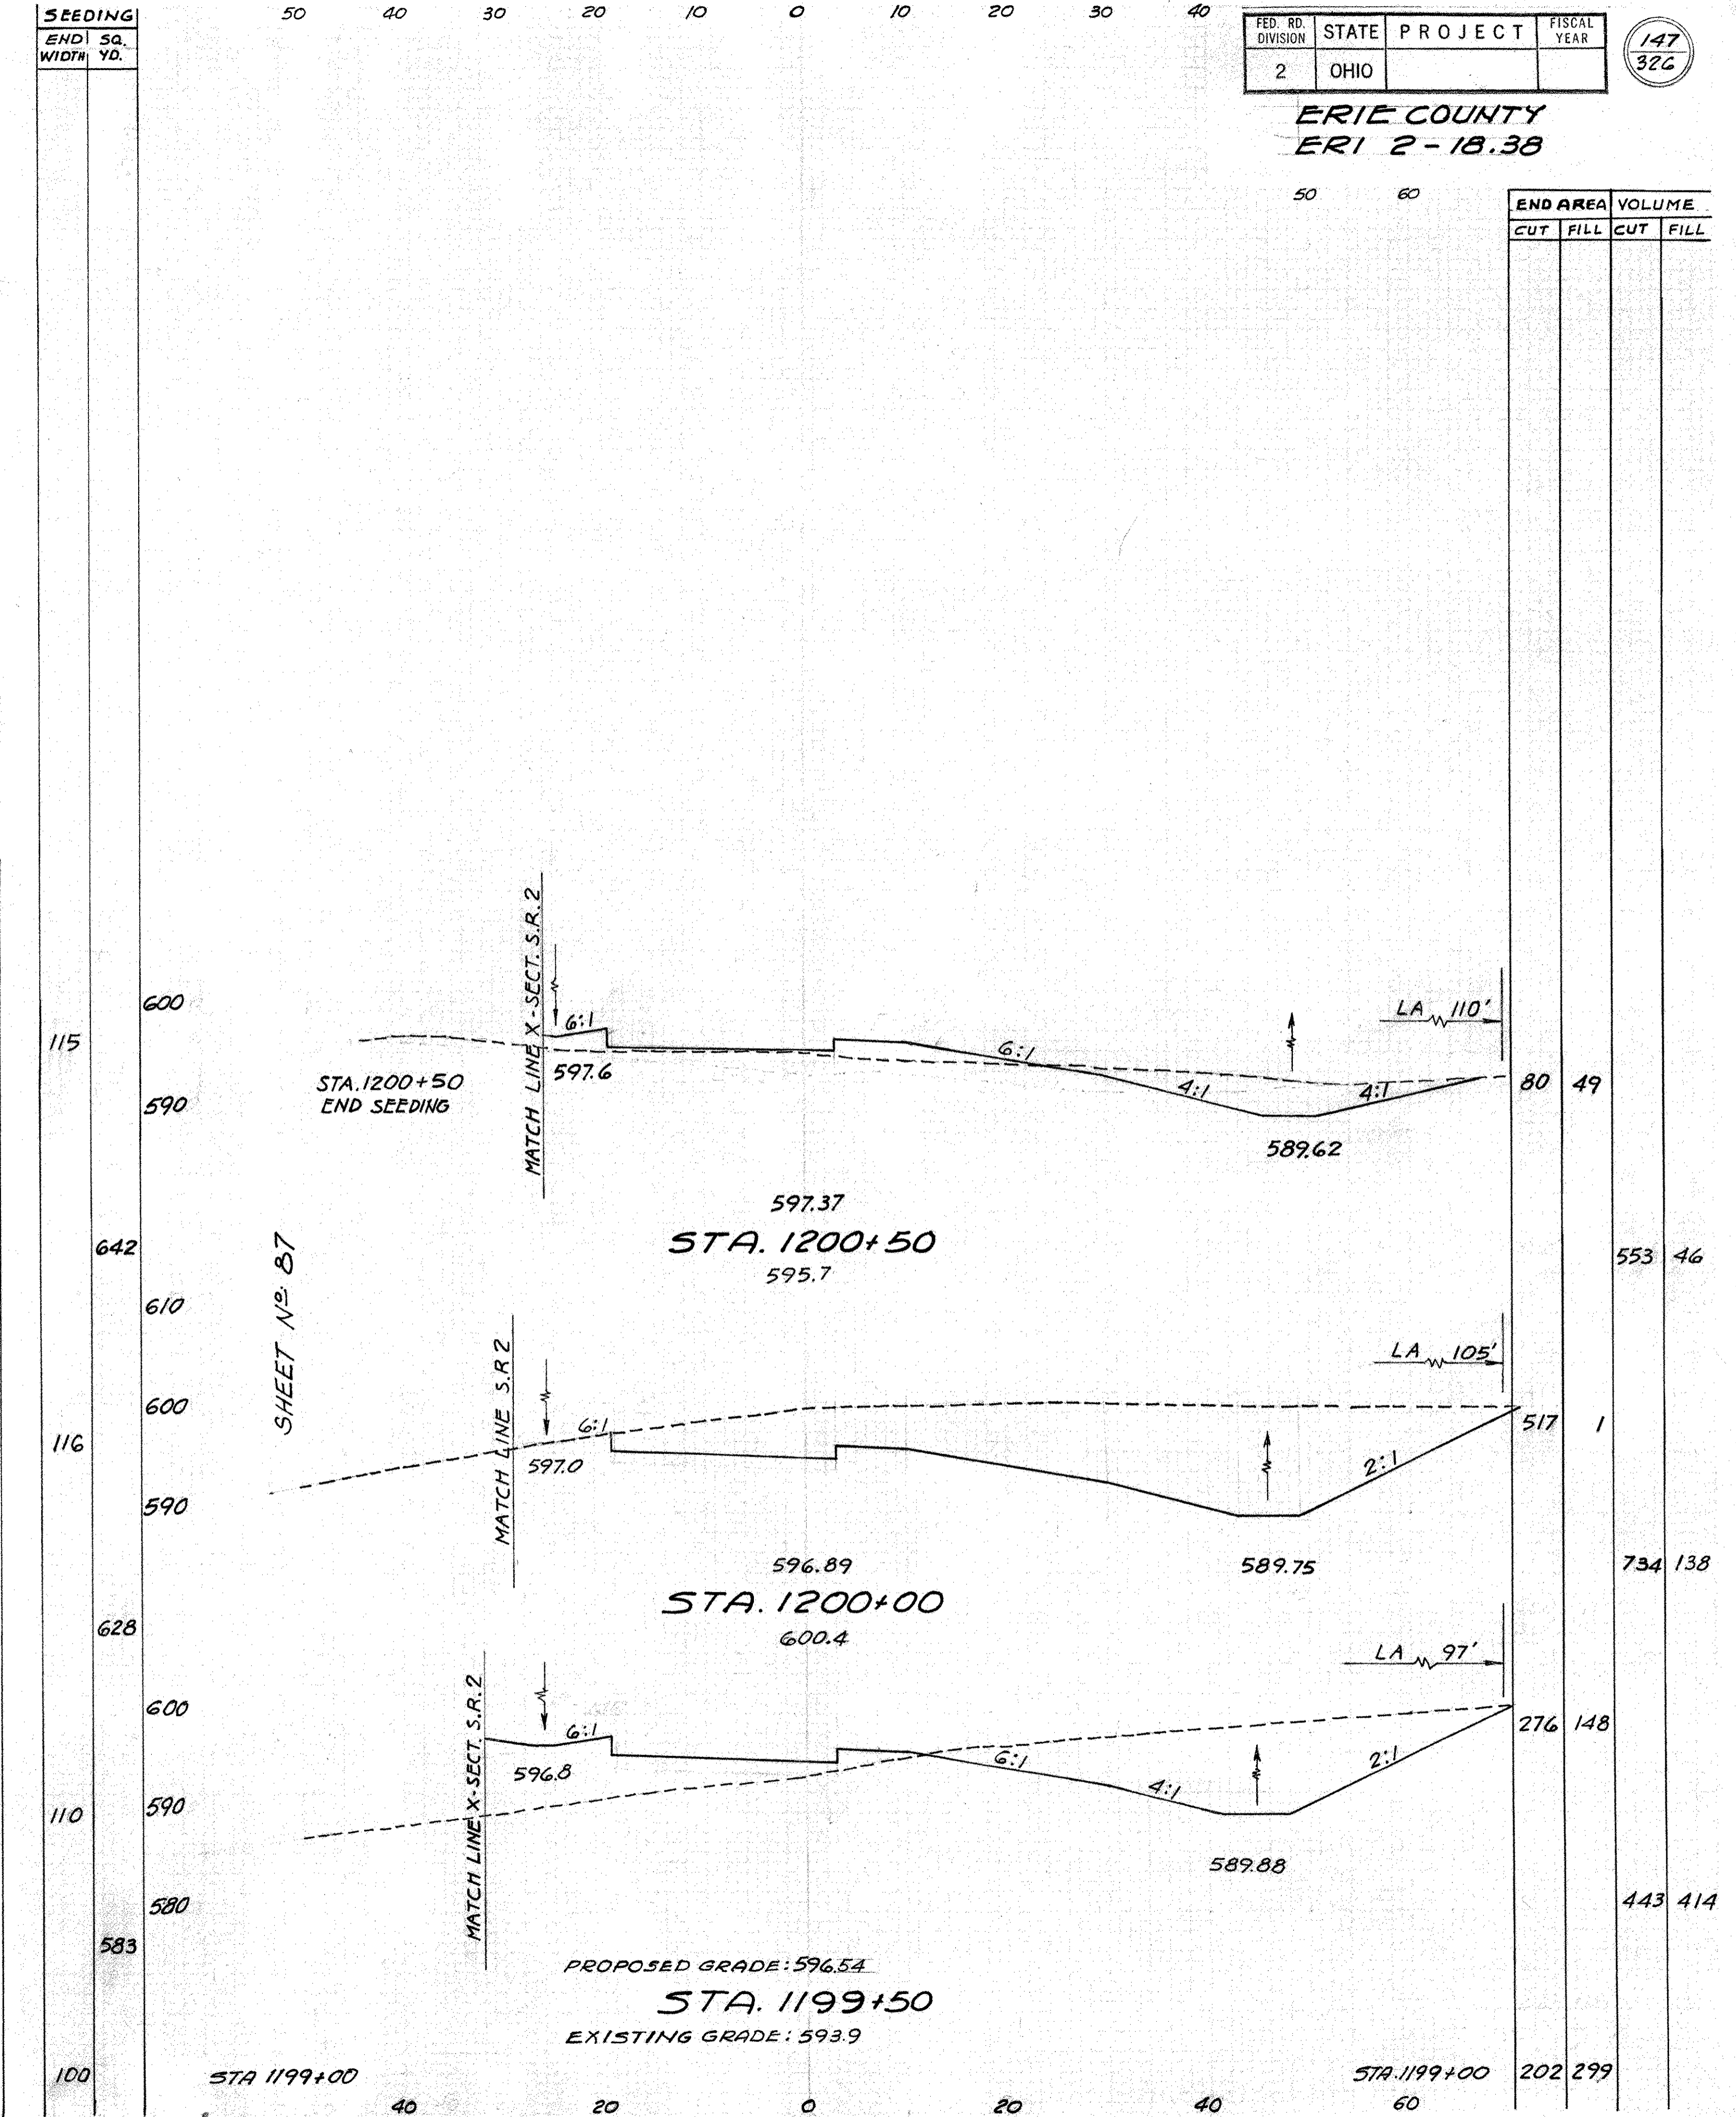 SEEDING
END WIDTH SQ. YD.
50 40 30 20 10 0 10 20 30 40
FED. RD. DIVISION STATE PROJECT FISCAL YEAR
2 OHIO
147
326
ERIE COUNTY
ERI 2-18.38
50 60
END AREA VOLUME
CUT FILL CUT FILL
MATCH LINE X-SECT. S.R.2
600
6:1
LA 110'
115
6:1
597.6
STA. 1200+50
END SEEDING
590
4:1
4:1
80 49
589.62
597.37
STA. 1200+50
595.7
642
553 46
SHEET Nº 87
610
MATCH LINE S.R 2
LA 105'
600
6:1
116
597.0
2:1
517 1
590
596.89
589.75
STA. 1200+00
600.4
734 138
628
LA 97'
MATCH LINE X-SECT. S.R.2
600
6:1
276 148
596.8
6:1
4:1
2:1
110
590
589.88
580
443 414
583
PROPOSED GRADE: 596.54
STA. 1199+50
EXISTING GRADE: 593.9
100
STA 1199+00
STA. 1199+00
202 299
40 20 0 20 40 60